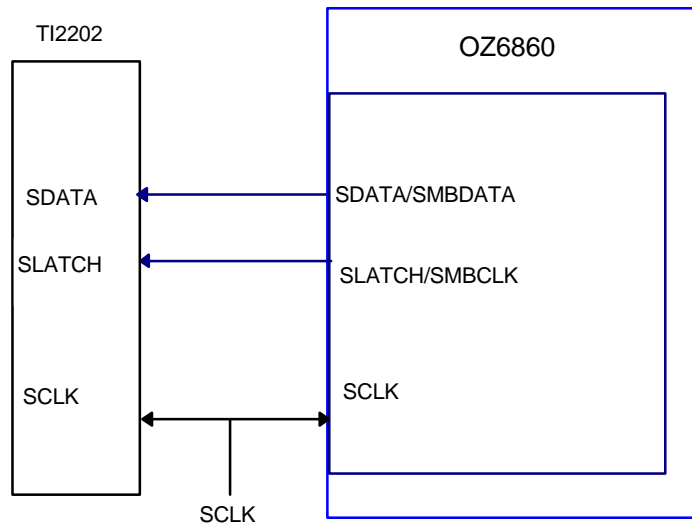 TI2202
OZ6860
SDATA
SDATA/SMBDATA
SLATCH
SLATCH/SMBCLK
SCLK
SCLK
SCLK